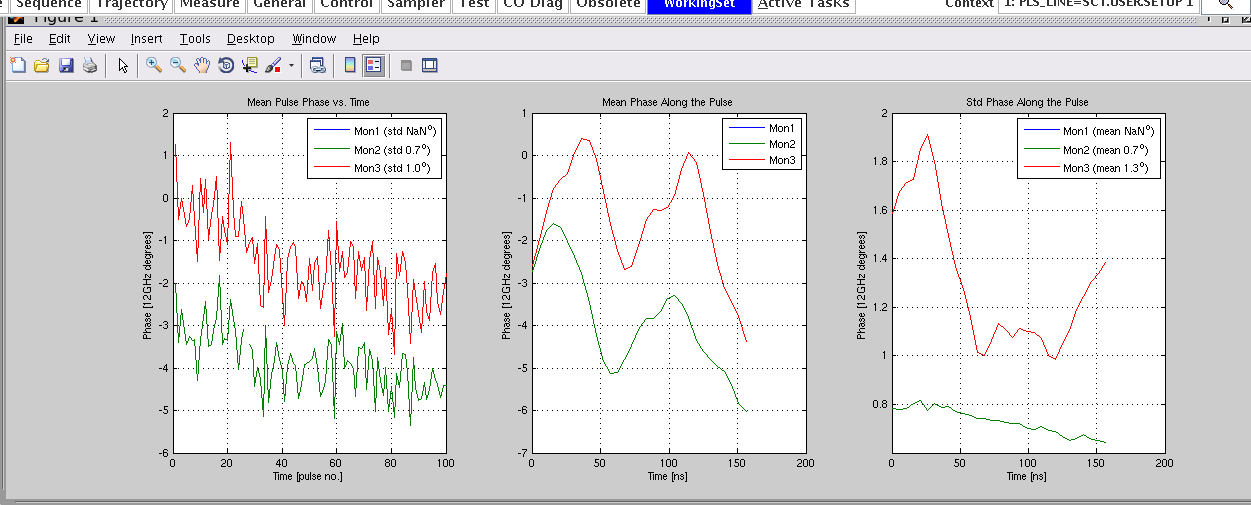 Sequence Trajectory Measure General Control Sampler Test CO Diag Obsolete WorkingSet Active Tasks Context 1: PLS_LINE=SCT.USER.SETUP 1
Figure 1
File Edit View Insert Tools Desktop Window Help
Mean Pulse Phase vs. Time
2
1
0
-1
-2
-3
-4
-5
-6
Phase [12GHz degrees]
Mon1 (std NaN°)
Mon2 (std 0.7°)
Mon3 (std 1.0°)
0 20 40 60 80 100
Time [pulse no.]
Mean Phase Along the Pulse
1
0
-1
-2
-3
-4
-5
-6
-7
Phase [12GHz degrees]
Mon1
Mon2
Mon3
0 50 100 150 200
Time [ns]
Std Phase Along the Pulse
2
1.8
1.6
1.4
1.2
1
0.8
Phase [12GHz degrees]
Mon1 (mean NaN°)
Mon2 (mean 0.7°)
Mon3 (mean 1.3°)
0 50 100 150 200
Time [ns]